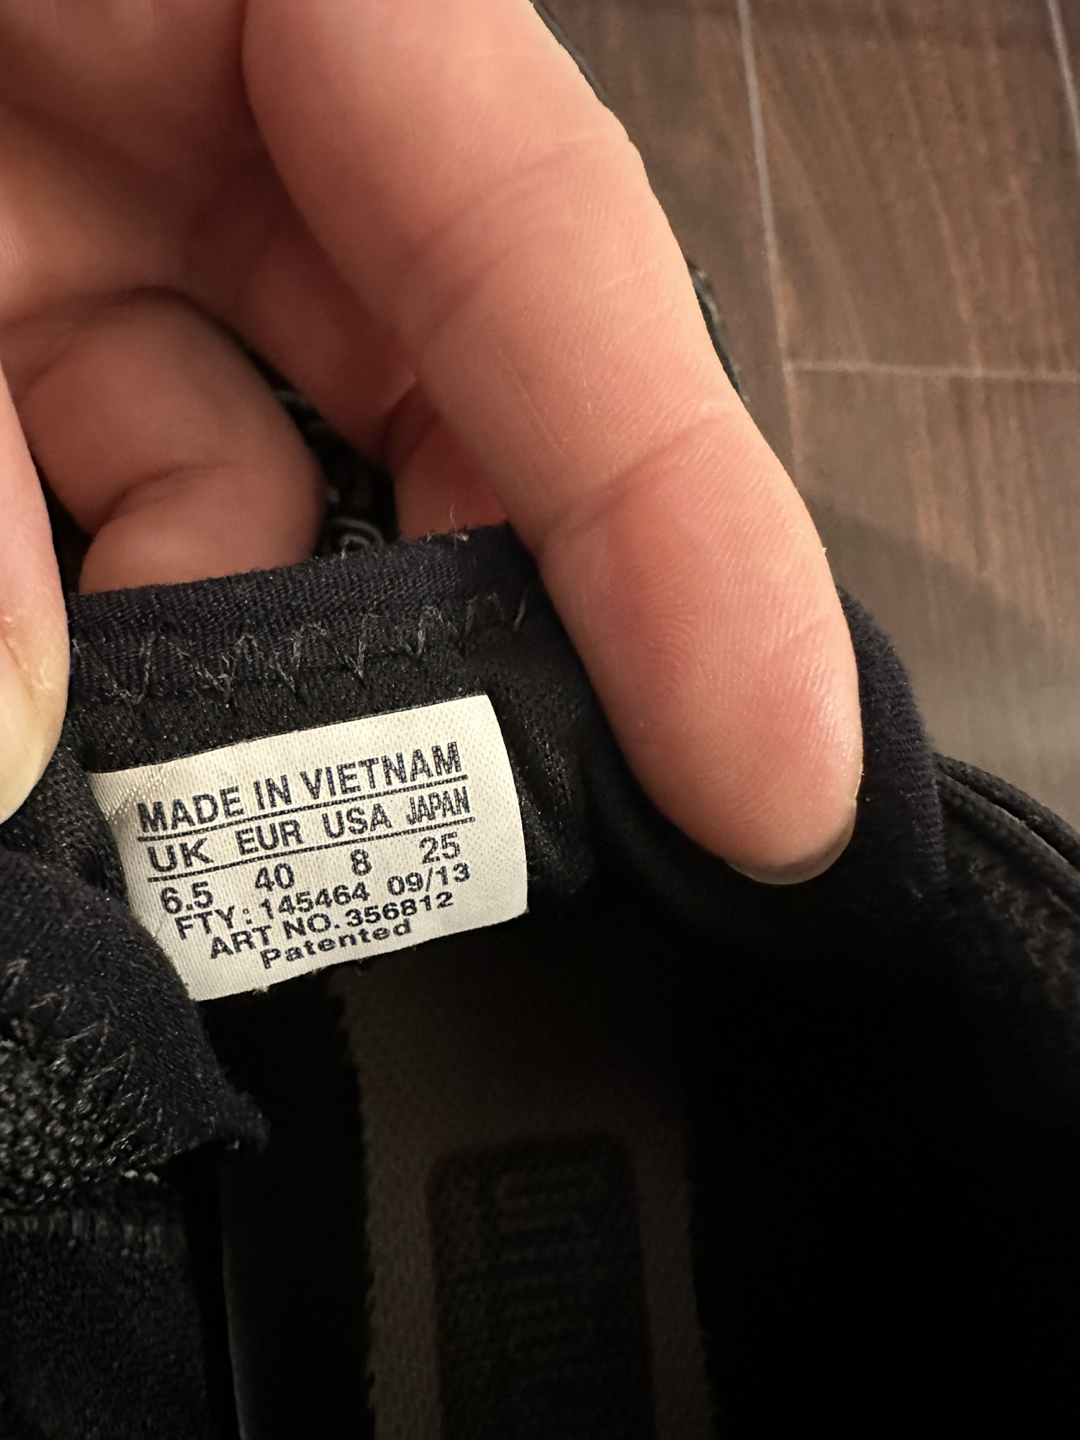 MADE IN VIETNAM
UK EUR USA JAPAN
6.5 40 8 25
FTY: 145464 09/13
ART NO. 356812
Patented